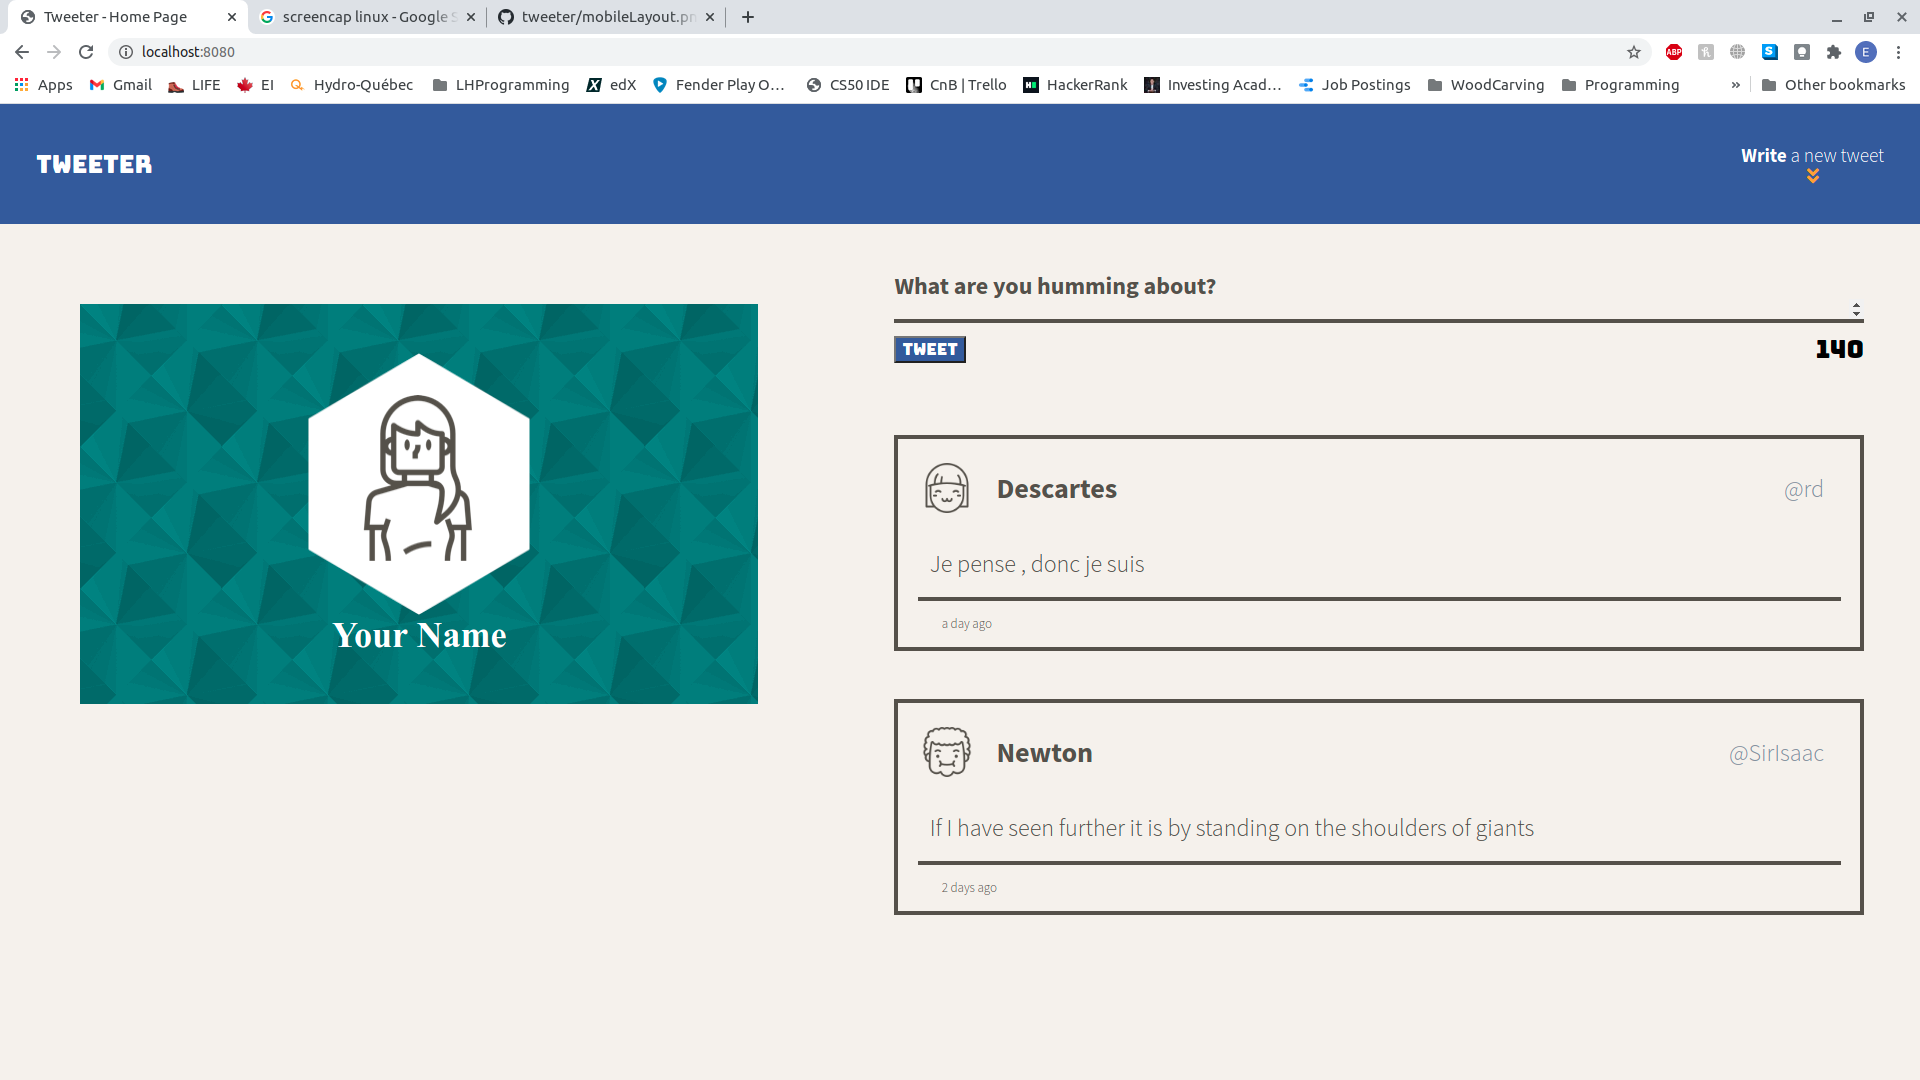 Tweeter - Home Page
screencap linux - Google S
tweeter/mobileLayout.pn
localhost:8080
ABP
E
Apps
Gmail
LIFE
EI
Hydro-Québec
LHProgramming
edX
Fender Play O…
CS50 IDE
CnB | Trello
HackerRank
Investing Acad…
Job Postings
WoodCarving
Programming
»
Other bookmarks
TWEETER
Write a new tweet
What are you humming about?
TWEET
140
Your Name
Descartes
@rd
Je pense , donc je suis
a day ago
Newton
@SirIsaac
If I have seen further it is by standing on the shoulders of giants
2 days ago